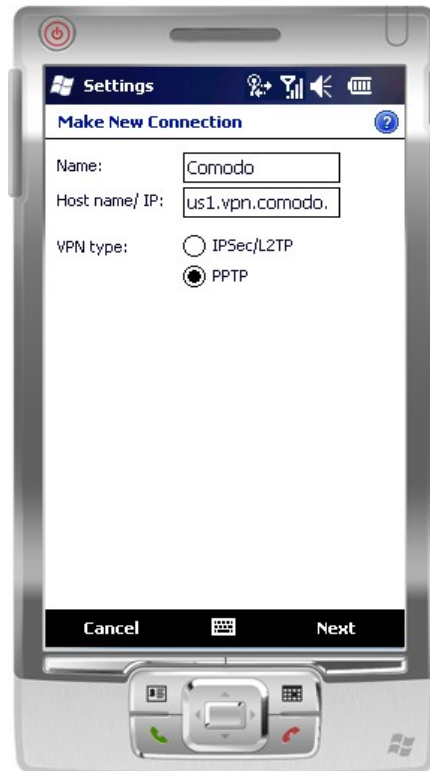 Settings
Make New Connection
Name: Comodo
Host name/ IP: us1.vpn.comodo.
VPN type: IPSec/L2TP
PPTP
Cancel Next